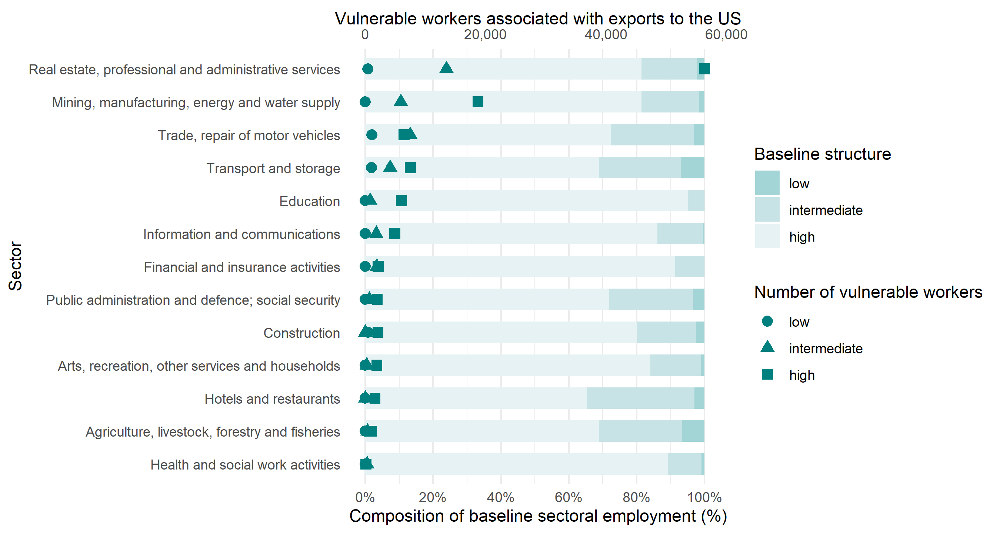 Vulnerable workers associated with exports to the US
0 20,000 40,000 60,000
Real estate, professional and administrative services
Mining, manufacturing, energy and water supply
Trade, repair of motor vehicles
Transport and storage
Education
Information and communications
Financial and insurance activities
Public administration and defence; social security
Construction
Arts, recreation, other services and households
Hotels and restaurants
Agriculture, livestock, forestry and fisheries
Health and social work activities
Sector
0% 20% 40% 60% 80% 100%
Composition of baseline sectoral employment (%)
Baseline structure
low
intermediate
high
Number of vulnerable workers
low
intermediate
high